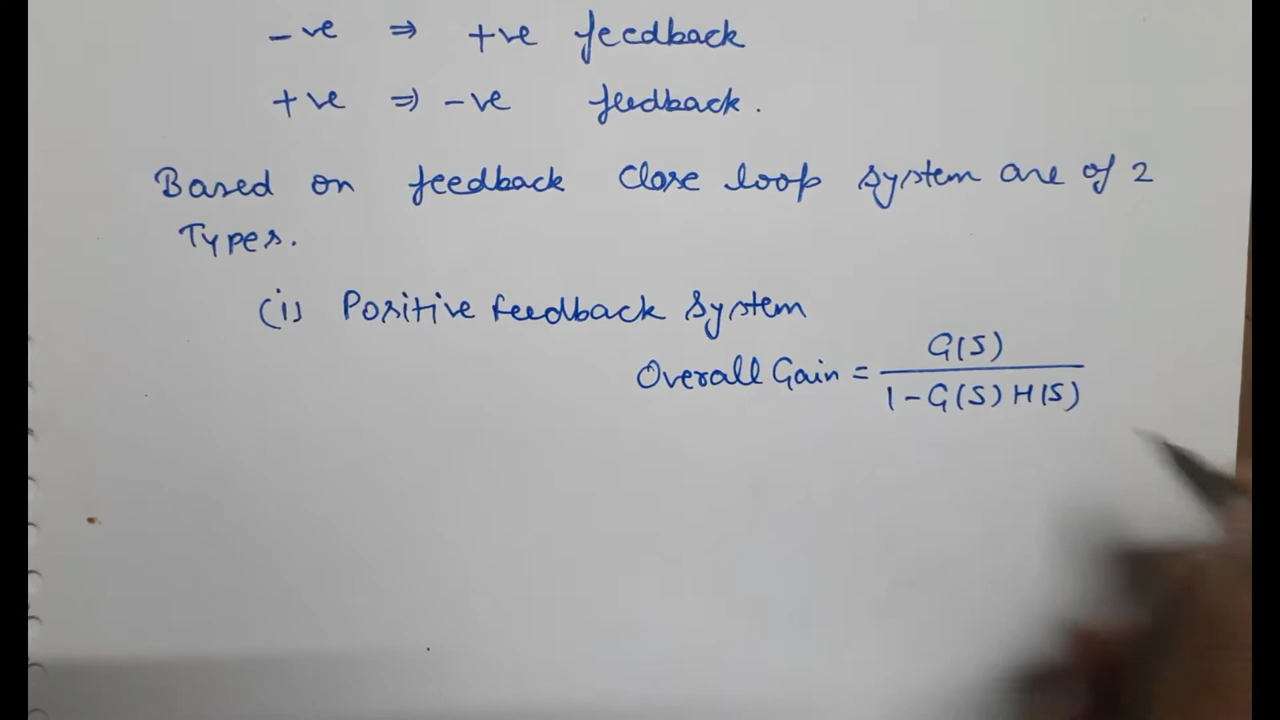 -ve ⇒ +ve feedback
+ve ⇒ -ve feedback.
Based on feedback Close loop system are of 2
Types.
(i) Positive feedback System
Overall Gain = G(S) / 1-G(S)H(S)